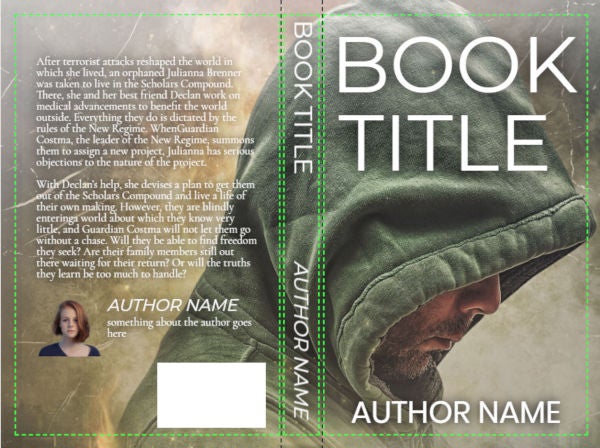 After terrorist attacks reshaped the world in
which she lived, an orphaned Julianna Brenner
was taken to live in the Scholars Compound.
There, she and her best friend Declan work on
medical advancements to benefit the world
outside. Everything they do is dictated by the
rules of the New Regime. WhenGuardian
Costma, the leader of the New Regime, summons
them to assign a new project, Julianna has serious
objections to the nature of the project.
With Declan's help, she devises a plan to get them
out of the Scholars Compound and live a life of
their own making. However, they are blindly
enteringa world about which they know very
little, and Guardian Costma will not let them go
without a chase. Will they be able to find freedom
they seek? Are their family members still out
there waiting for their return? Or will the truths
they learn be too much to handle?
AUTHOR NAME
something about the author goes
here
BOOK TITLE
AUTHOR NAME
BOOK
TITLE
AUTHOR NAME